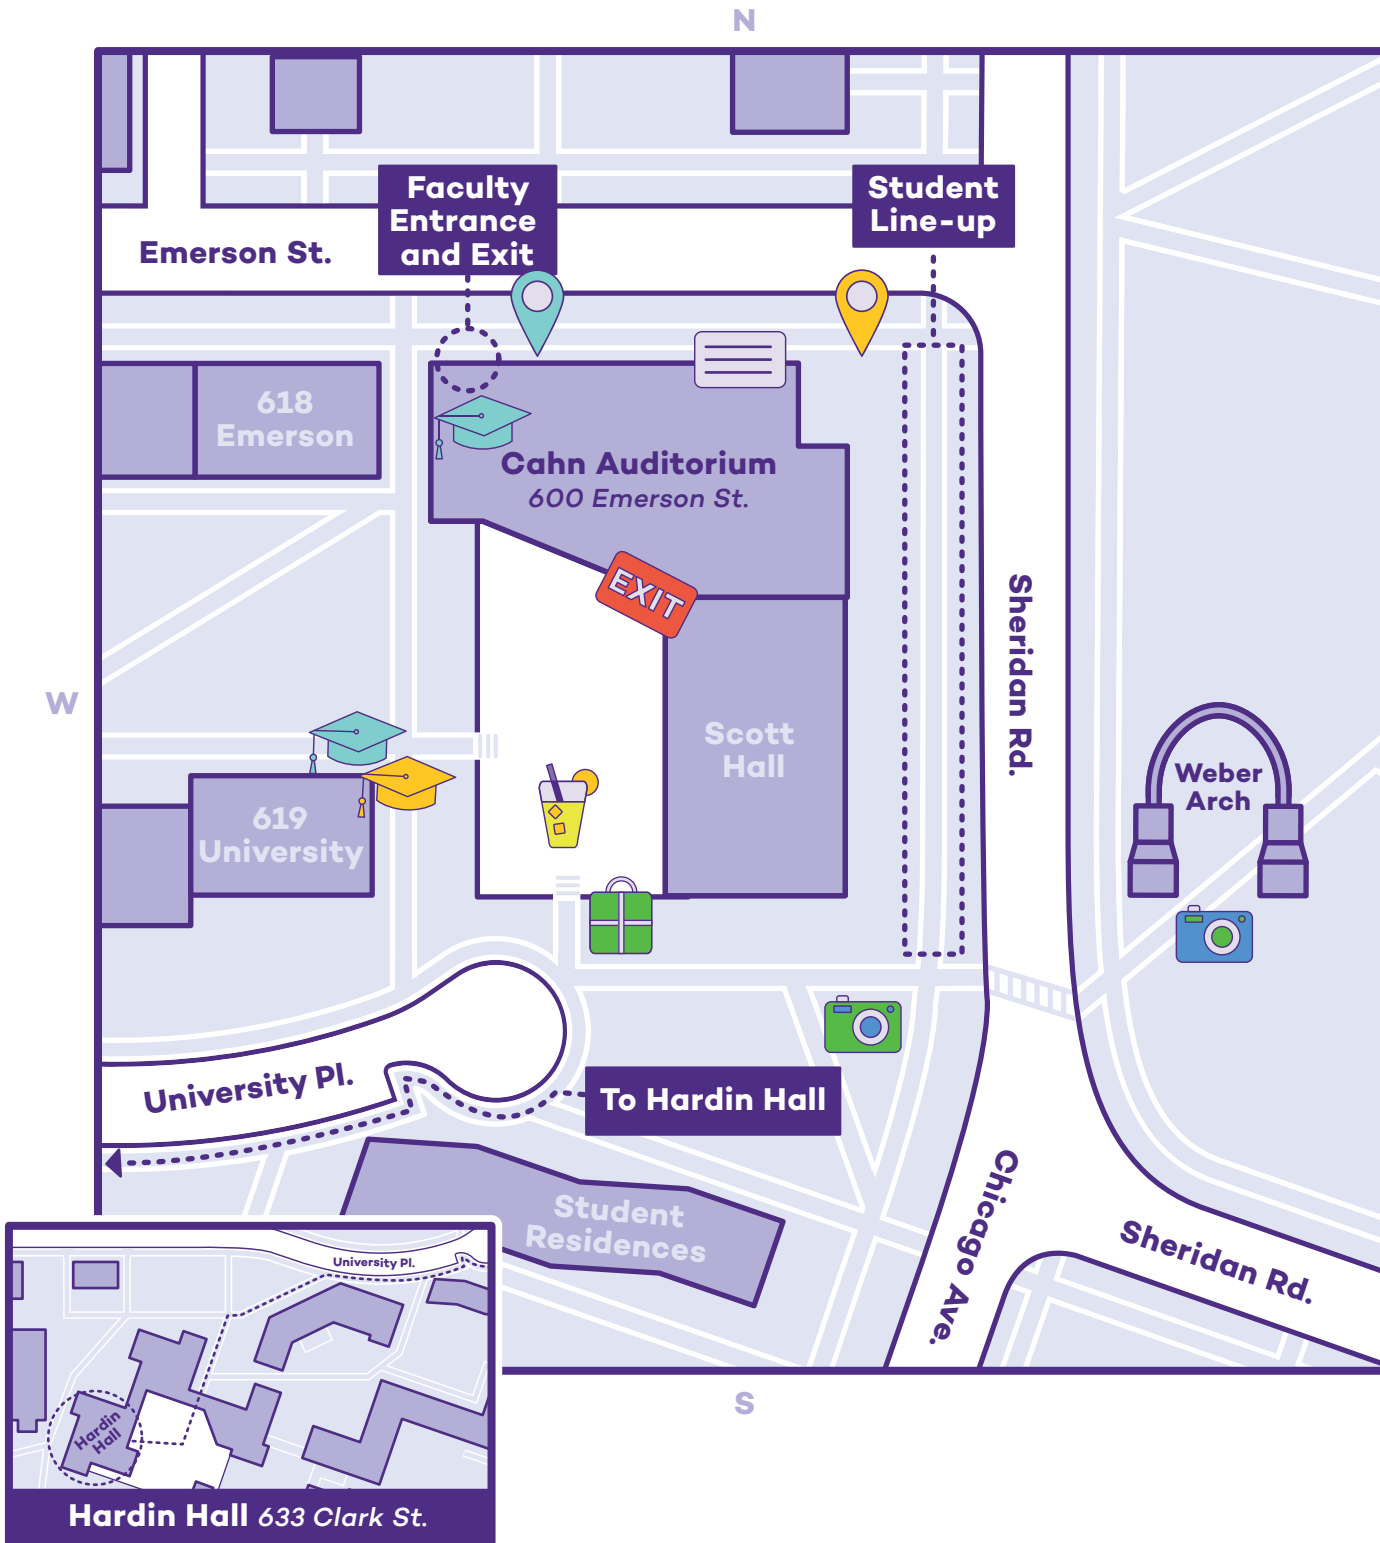 N
Faculty
Entrance
and Exit
Student
Line-up
Emerson St.
618
Emerson
Cahn Auditorium
600 Emerson St.
EXIT
Sheridan Rd.
W
Scott
Hall
Weber
Arch
619
University
University Pl.
To Hardin Hall
Student
Residences
Chicago Ave.
Sheridan Rd.
University Pl.
Hardin
Hall
S
Hardin Hall 633 Clark St.